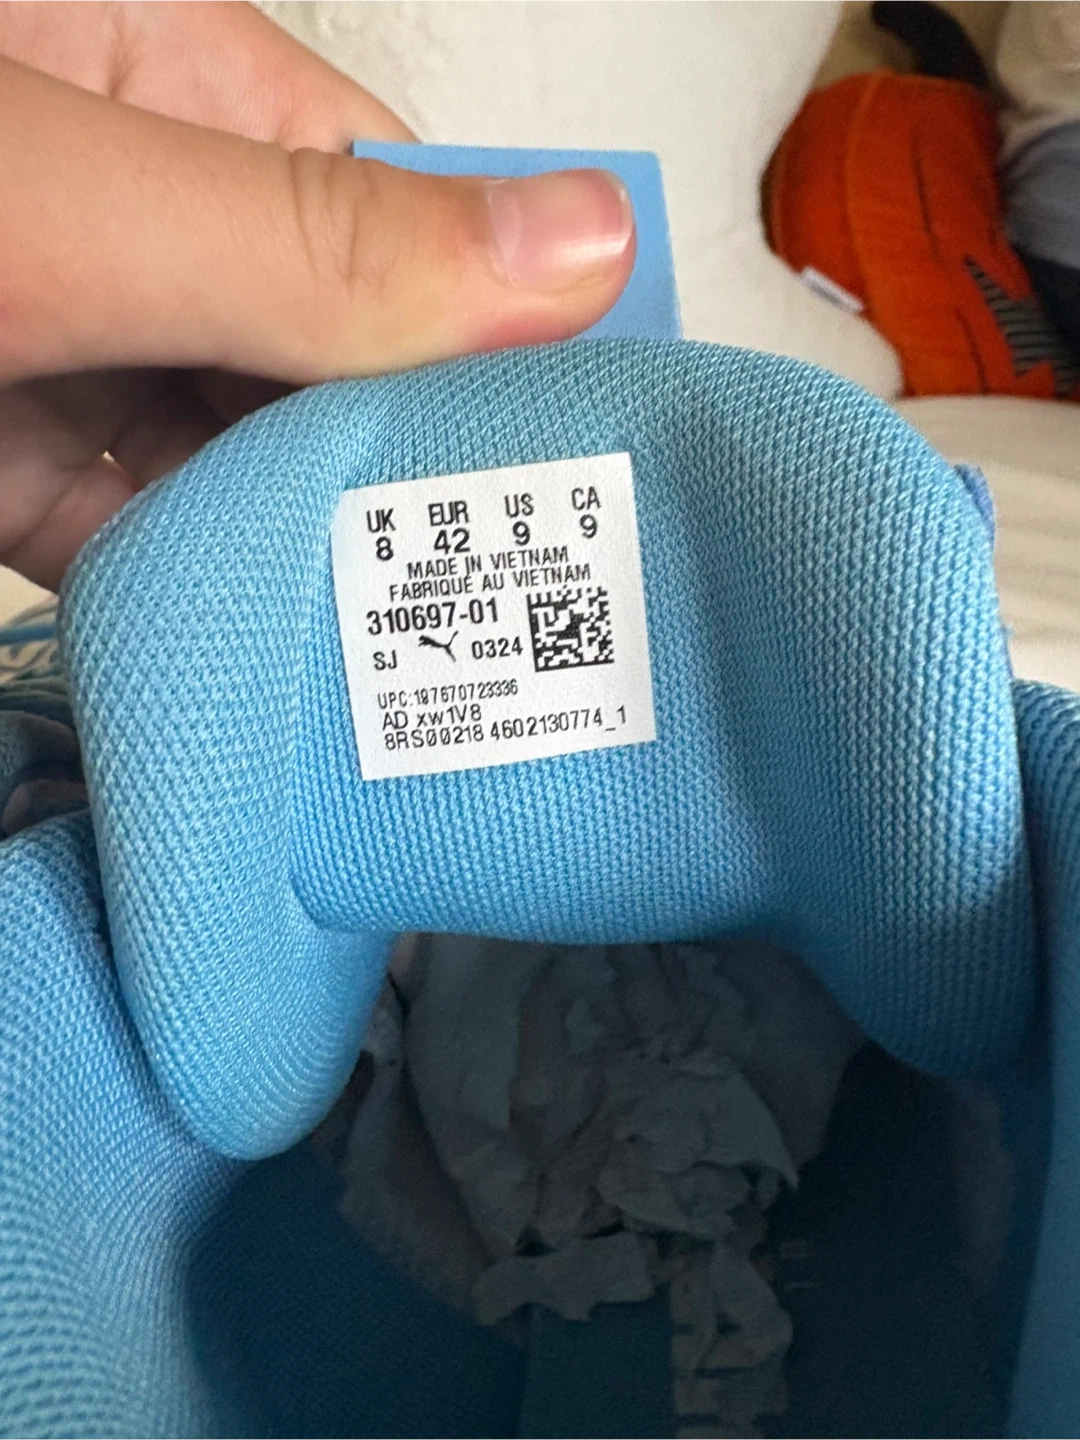 UK EUR US CA
8 42 9 9
MADE IN VIETNAM
FABRIQUÉ AU VIETNAM
310697-01
SJ 0324
UPC:197670723336
AD xw1V8
8RS00218 4602130774_1